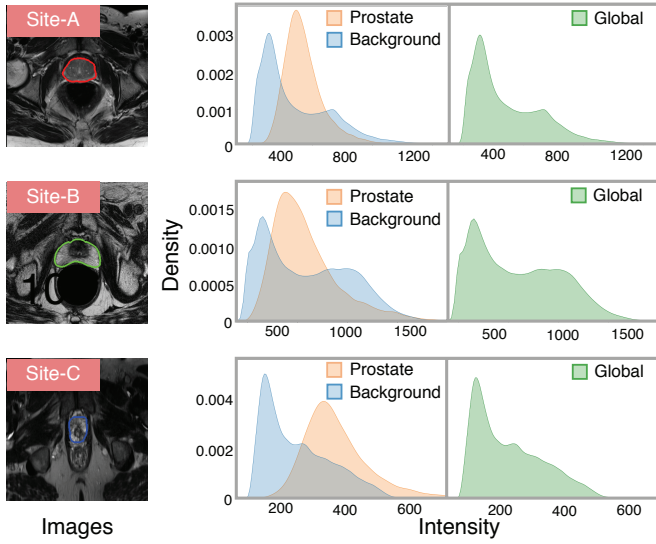 Site-A
Prostate
Background
Global
0.003
0.002
0.001
0
400
800
1200
400
800
1200
Site-B
Prostate
Background
Global
10
Density
0.0015
0.0010
0.0005
0
500
1000
1500
500
1000
1500
Site-C
Prostate
Background
Global
0.004
0.002
0
200
400
600
200
400
600
Images
Intensity